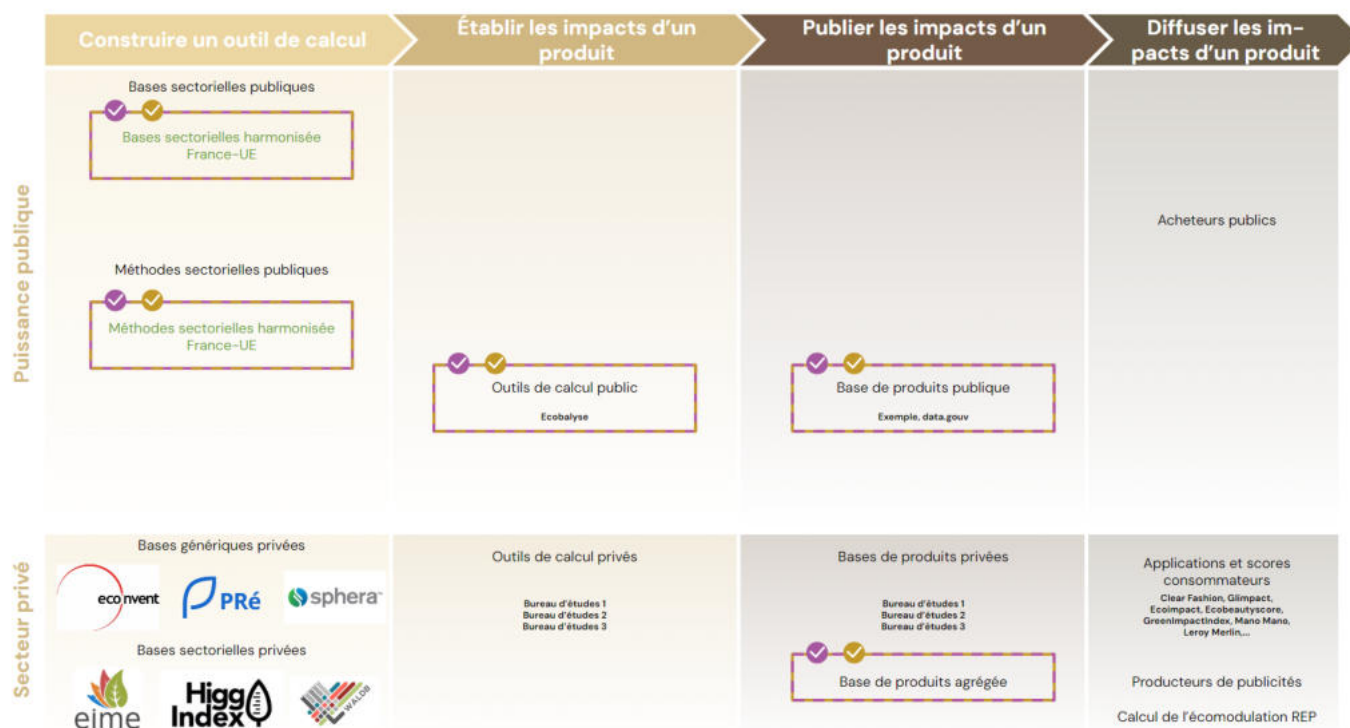 Construire un outil de calcul
Établir les impacts d'un
produit
Publier les impacts d'un
produit
Diffuser les im-
pacts d'un produit
Puissance publique
Bases sectorielles publiques
Bases sectorielles harmonisée
France-UE
Méthodes sectorielles publiques
Méthodes sectorielles harmonisée
France-UE
Outils de calcul public
Ecobalyse
Base de produits publique
Exemple, data.gouv
Acheteurs publics
Secteur privé
Bases génériques privées
ecoinvent
PRé
sphera
Bases sectorielles privées
eime
Higg
Index
WALDB
Outils de calcul privés
Bureau d'études 1
Bureau d'études 2
Bureau d'études 3
Bases de produits privées
Bureau d'études 1
Bureau d'études 2
Bureau d'études 3
Base de produits agrégée
Applications et scores
consommateurs
Clear Fashion, Glimpact,
Ecoimpact, Ecobeautyscore,
GreenImpactIndex, Mano Mano,
Leroy Merlin,...
Producteurs de publicités
Calcul de l'écomodulation REP